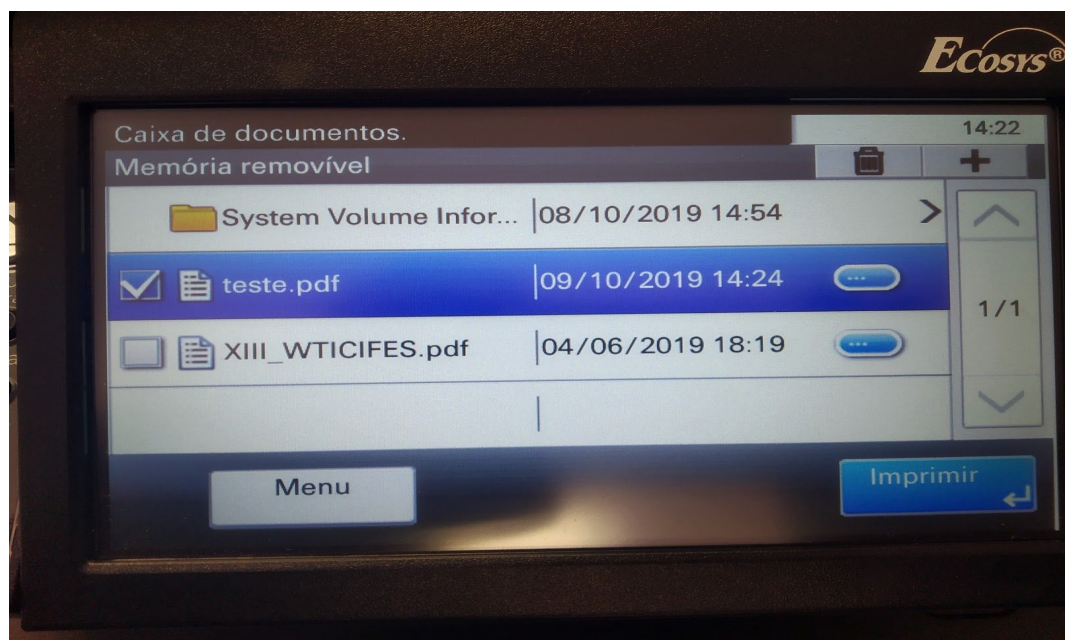 Ecosys®
Caixa de documentos.
14:22
Memória removível
System Volume Infor... 08/10/2019 14:54
teste.pdf 09/10/2019 14:24
XIII_WTICIFES.pdf 04/06/2019 18:19
1/1
Menu
Imprimir